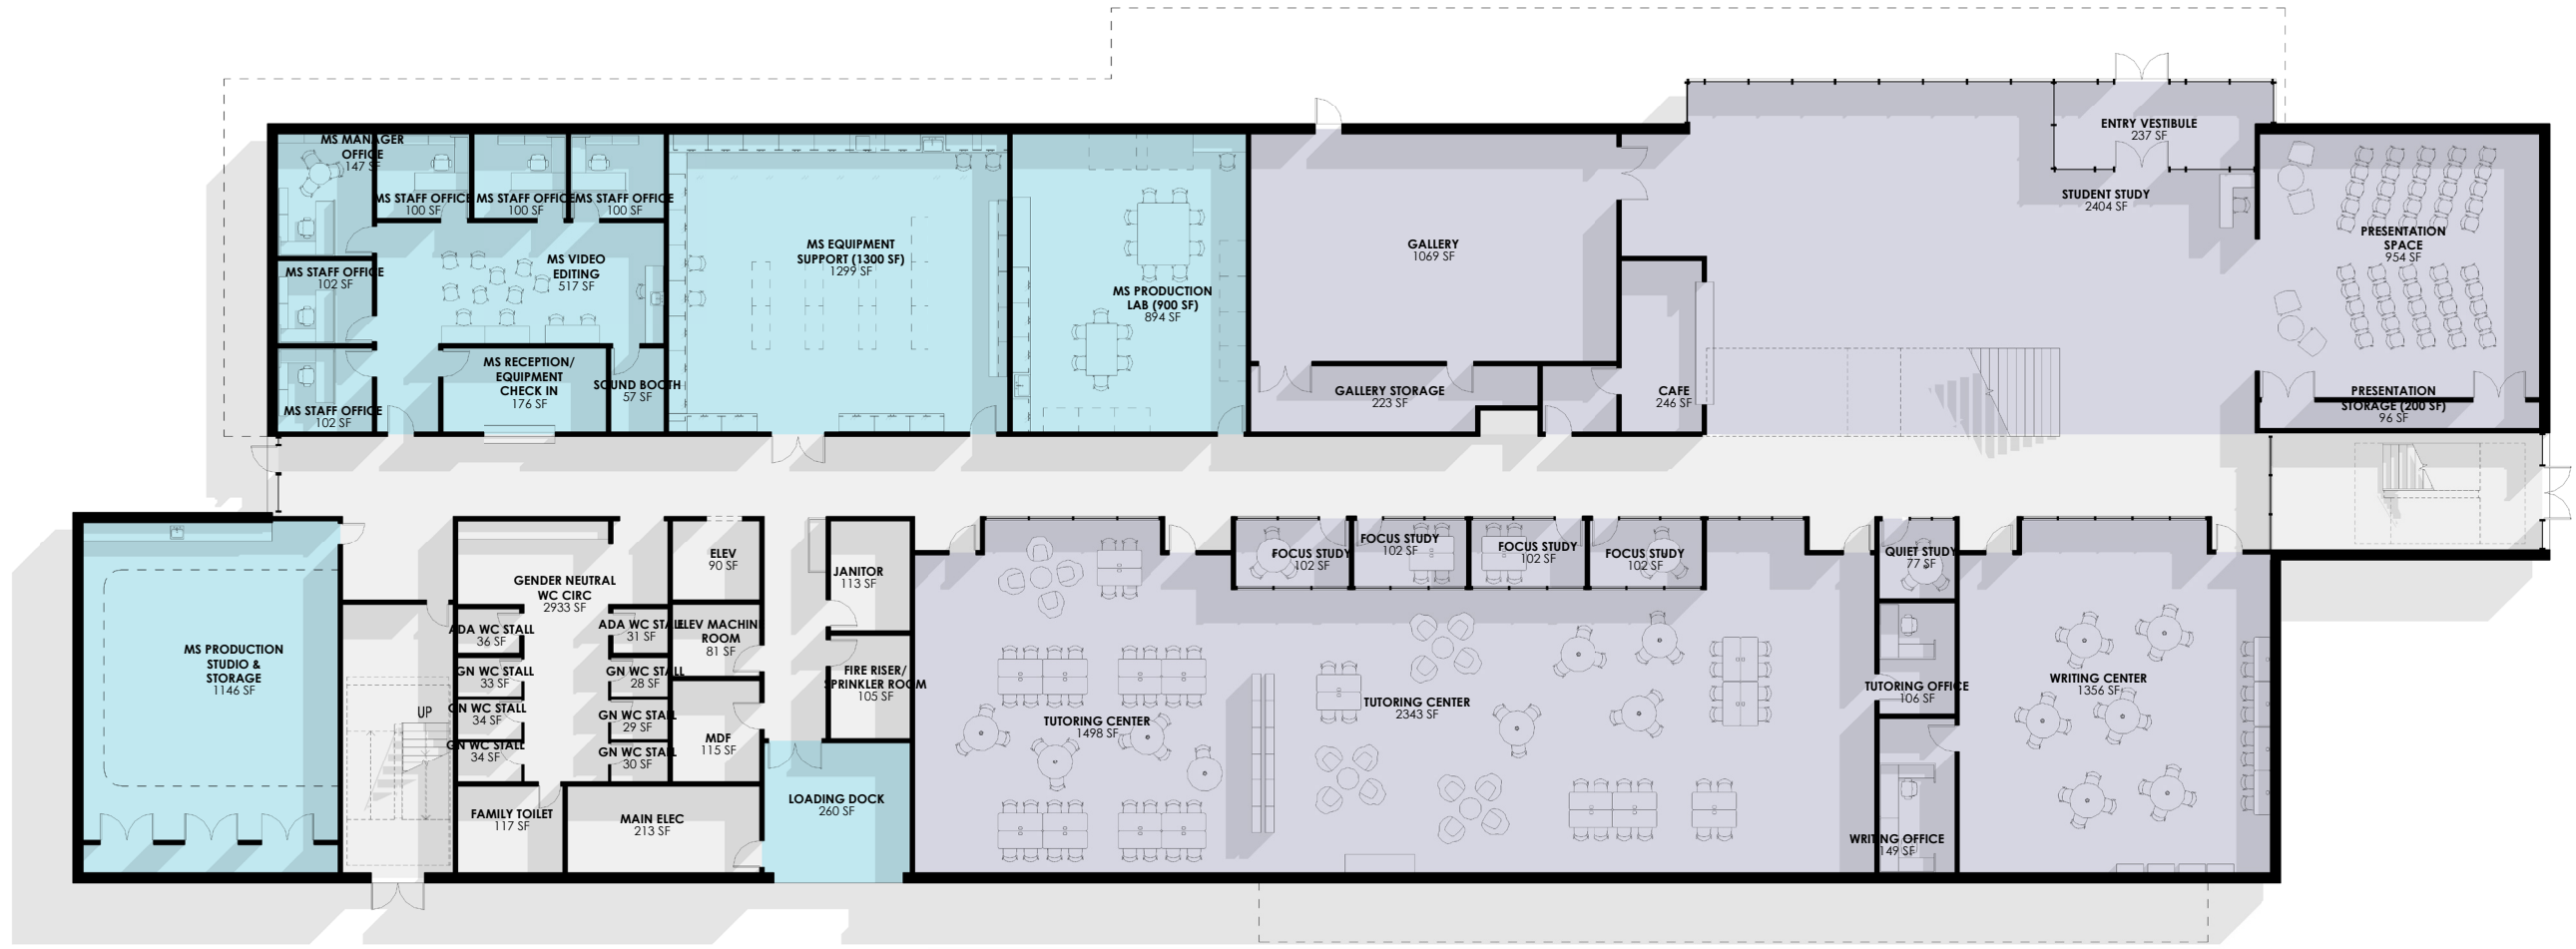 ENTRY VESTIBULE
237 SF
MS MANAGER
OFFICE
147 SF
MS STAFF OFFICE
100 SF
MS STAFF OFFICE
100 SF
MS STAFF OFFICE
100 SF
STUDENT STUDY
2404 SF
MS STAFF OFFICE
102 SF
MS VIDEO
EDITING
517 SF
MS EQUIPMENT
SUPPORT (1300 SF)
1299 SF
MS PRODUCTION
LAB (900 SF)
894 SF
GALLERY
1069 SF
PRESENTATION
SPACE
954 SF
MS STAFF OFFICE
102 SF
MS RECEPTION/
EQUIPMENT
CHECK IN
176 SF
SOUND BOOTH
57 SF
GALLERY STORAGE
223 SF
CAFE
246 SF
PRESENTATION
STORAGE (200 SF)
96 SF
MS PRODUCTION
STUDIO &
STORAGE
1146 SF
UP
GENDER NEUTRAL
WC CIRC
2933 SF
ADA WC STALL
36 SF
GN WC STALL
33 SF
GN WC STALL
34 SF
GN WC STALL
34 SF
ADA WC STALL
31 SF
GN WC STALL
28 SF
GN WC STALL
29 SF
GN WC STALL
30 SF
FAMILY TOILET
117 SF
MAIN ELEC
213 SF
ELEV
90 SF
ELEV MACHINE
ROOM
81 SF
MDF
115 SF
JANITOR
113 SF
FIRE RISER/
SPRINKLER ROOM
105 SF
LOADING DOCK
260 SF
TUTORING CENTER
1498 SF
FOCUS STUDY
102 SF
FOCUS STUDY
102 SF
FOCUS STUDY
102 SF
FOCUS STUDY
102 SF
TUTORING CENTER
2343 SF
QUIET STUDY
77 SF
TUTORING OFFICE
106 SF
WRITING OFFICE
149 SF
WRITING CENTER
1356 SF